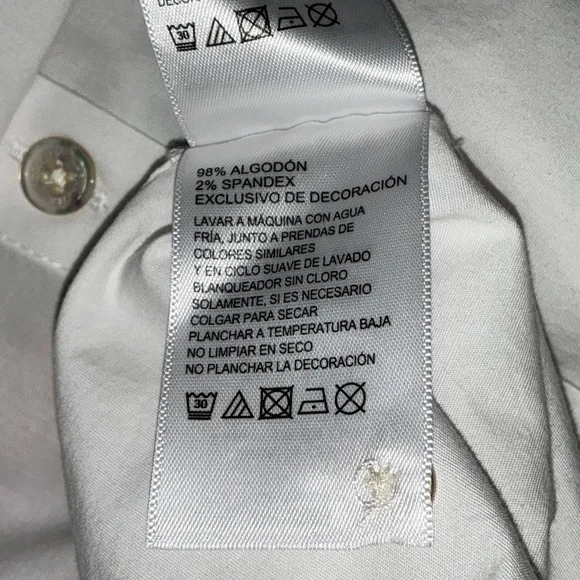 30
98% ALGODÓN
2% SPANDEX
EXCLUSIVO DE DECORACIÓN
LAVAR A MÁQUINA CON AGUA
FRÍA, JUNTO A PRENDAS DE
COLORES SIMILARES
Y EN CICLO SUAVE DE LAVADO
BLANQUEADOR SIN CLORO
SOLAMENTE, SI ES NECESARIO
COLGAR PARA SECAR
PLANCHAR A TEMPERATURA BAJA
NO LIMPIAR EN SECO
NO PLANCHAR LA DECORACIÓN
30